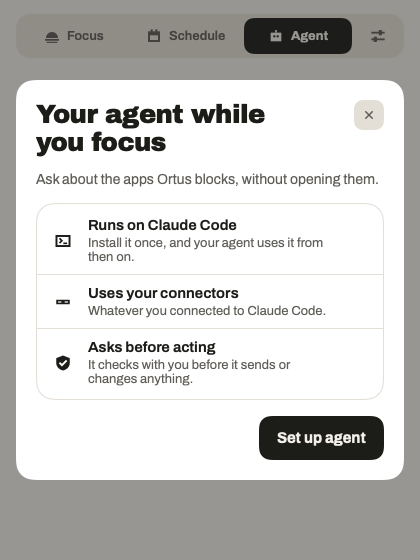 Focus
Schedule
Agent
Your agent while
you focus
Ask about the apps Ortus blocks, without opening them.
Runs on Claude Code
Install it once, and your agent uses it from
then on.
Uses your connectors
Whatever you connected to Claude Code.
Asks before acting
It checks with you before it sends or
changes anything.
Set up agent